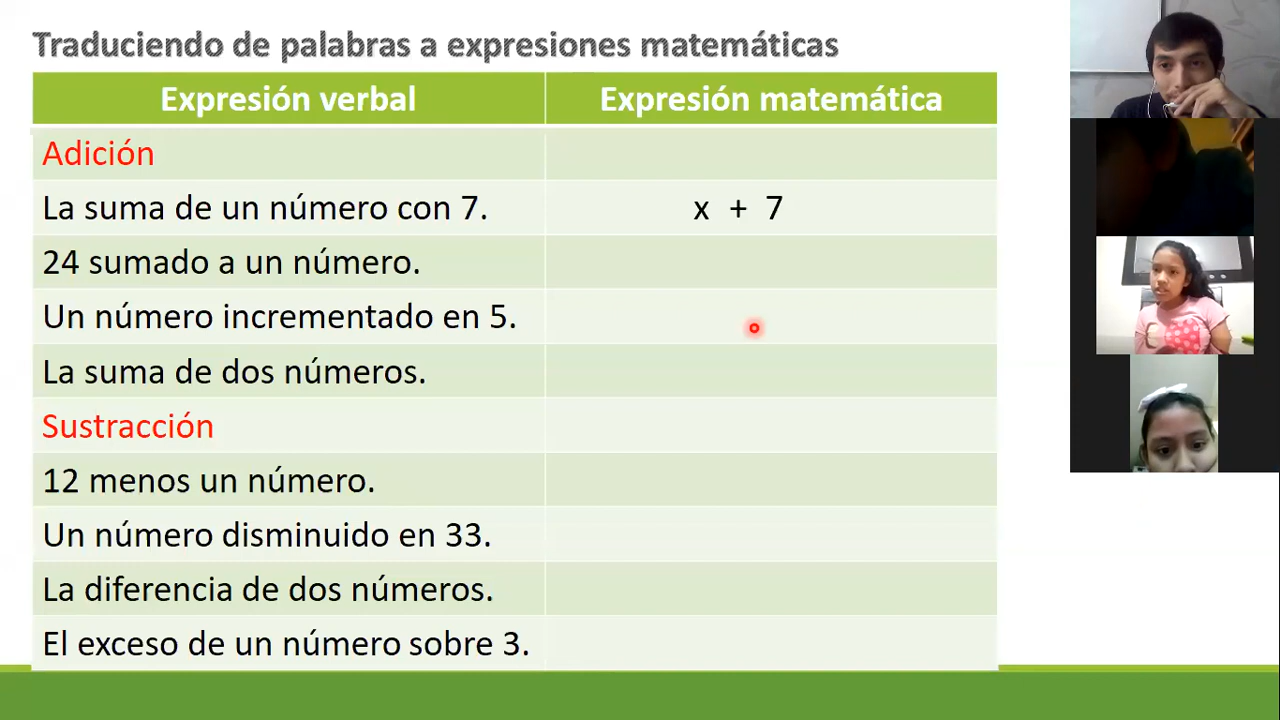 Traduciendo de palabras a expresiones matemáticas
Expresión verbal Expresión matemática
Adición
La suma de un número con 7. x + 7
24 sumado a un número.
Un número incrementado en 5.
La suma de dos números.
Sustracción
12 menos un número.
Un número disminuido en 33.
La diferencia de dos números.
El exceso de un número sobre 3.